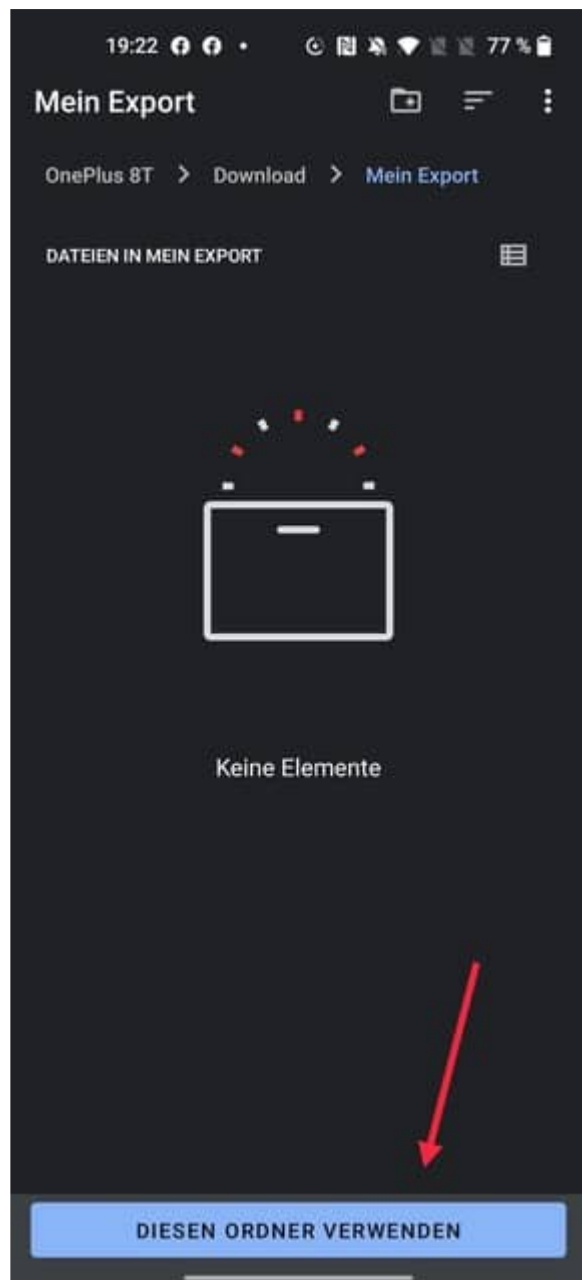 19:22 77 %
Mein Export
OnePlus 8T > Download > Mein Export
DATEIEN IN MEIN EXPORT
Keine Elemente
DIESEN ORDNER VERWENDEN